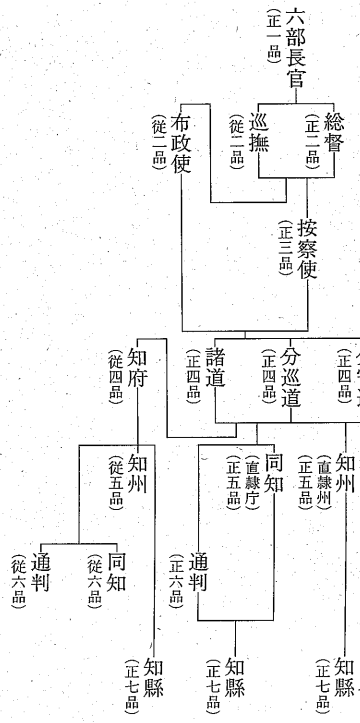 六部長官
(正一品)
総督
(正二品)
巡撫
(従二品)
布政使
(従二品)
按察使
(正三品)
(正四品)
分巡道
(正四品)
諸道
(正四品)
知府
(従四品)
知州
(直隷州)
(正五品)
同知
(直隷庁)
(正五品)
知州
(従五品)
通判
(正六品)
同知
(従六品)
通判
(従六品)
知縣
(正七品)
知縣
(正七品)
知縣
(正七品)